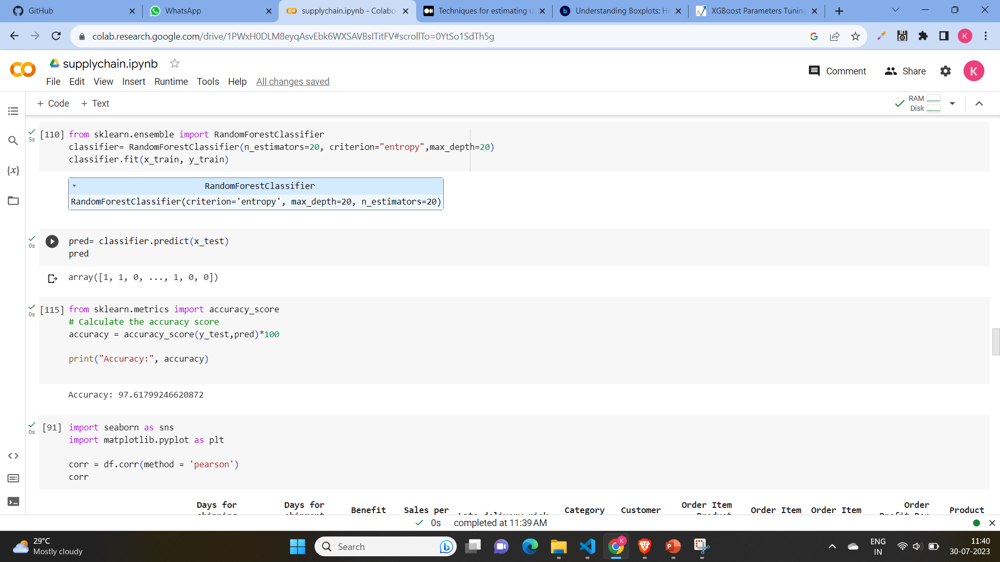 GitHub
WhatsApp
supplychain.ipynb - Colabo
Techniques for estimating u
Understanding Boxplots: Ho
XGBoost Parameters Tuning
colab.research.google.com/drive/1PWxH0DLM8eyqAsvEbk6WXSAVBsITitFV#scrollTo=0YtSo1SdTh5g
K
supplychain.ipynb
Comment
Share
K
File Edit View Insert Runtime Tools Help All changes saved
+ Code + Text
RAM
Disk
[110] from sklearn.ensemble import RandomForestClassifier
5s
classifier= RandomForestClassifier(n_estimators=20, criterion="entropy",max_depth=20)
classifier.fit(x_train, y_train)
{x}
RandomForestClassifier
RandomForestClassifier(criterion='entropy', max_depth=20, n_estimators=20)
pred= classifier.predict(x_test)
0s
pred
array([1, 1, 0, ..., 1, 0, 0])
[115] from sklearn.metrics import accuracy_score
0s
# Calculate the accuracy score
accuracy = accuracy_score(y_test,pred)*100
print("Accuracy:", accuracy)
Accuracy: 97.61799246620872
[91] import seaborn as sns
0s
import matplotlib.pyplot as plt
corr = df.corr(method = 'pearson')
corr
Days for Days for Order Item Order
Benefit Sales per Category Customer Order Item Order Item Product
0s completed at 11:39 AM
29°C
Mostly cloudy
Search
K
ENG
IN
11:40
30-07-2023